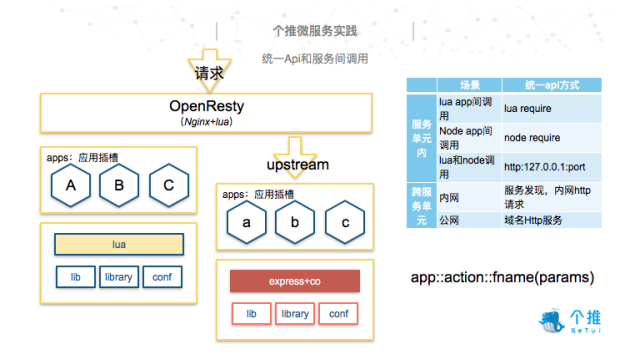 个推微服务实践
统一Api和服务间调用
请求
OpenResty
(Nginx+lua)
apps：应用插槽
A B C
lua
lib library conf
upstream
apps：应用插槽
a b c
express+co
lib library conf
场景 统一api方式
服务单元内
lua app间调用 lua require
Node app间调用 node require
lua和node调用 http:127.0.0.1:port
跨服务单元
内网 服务发现，内网http请求
公网 域名Http服务
app::action::fname(params)
个推
GeTui